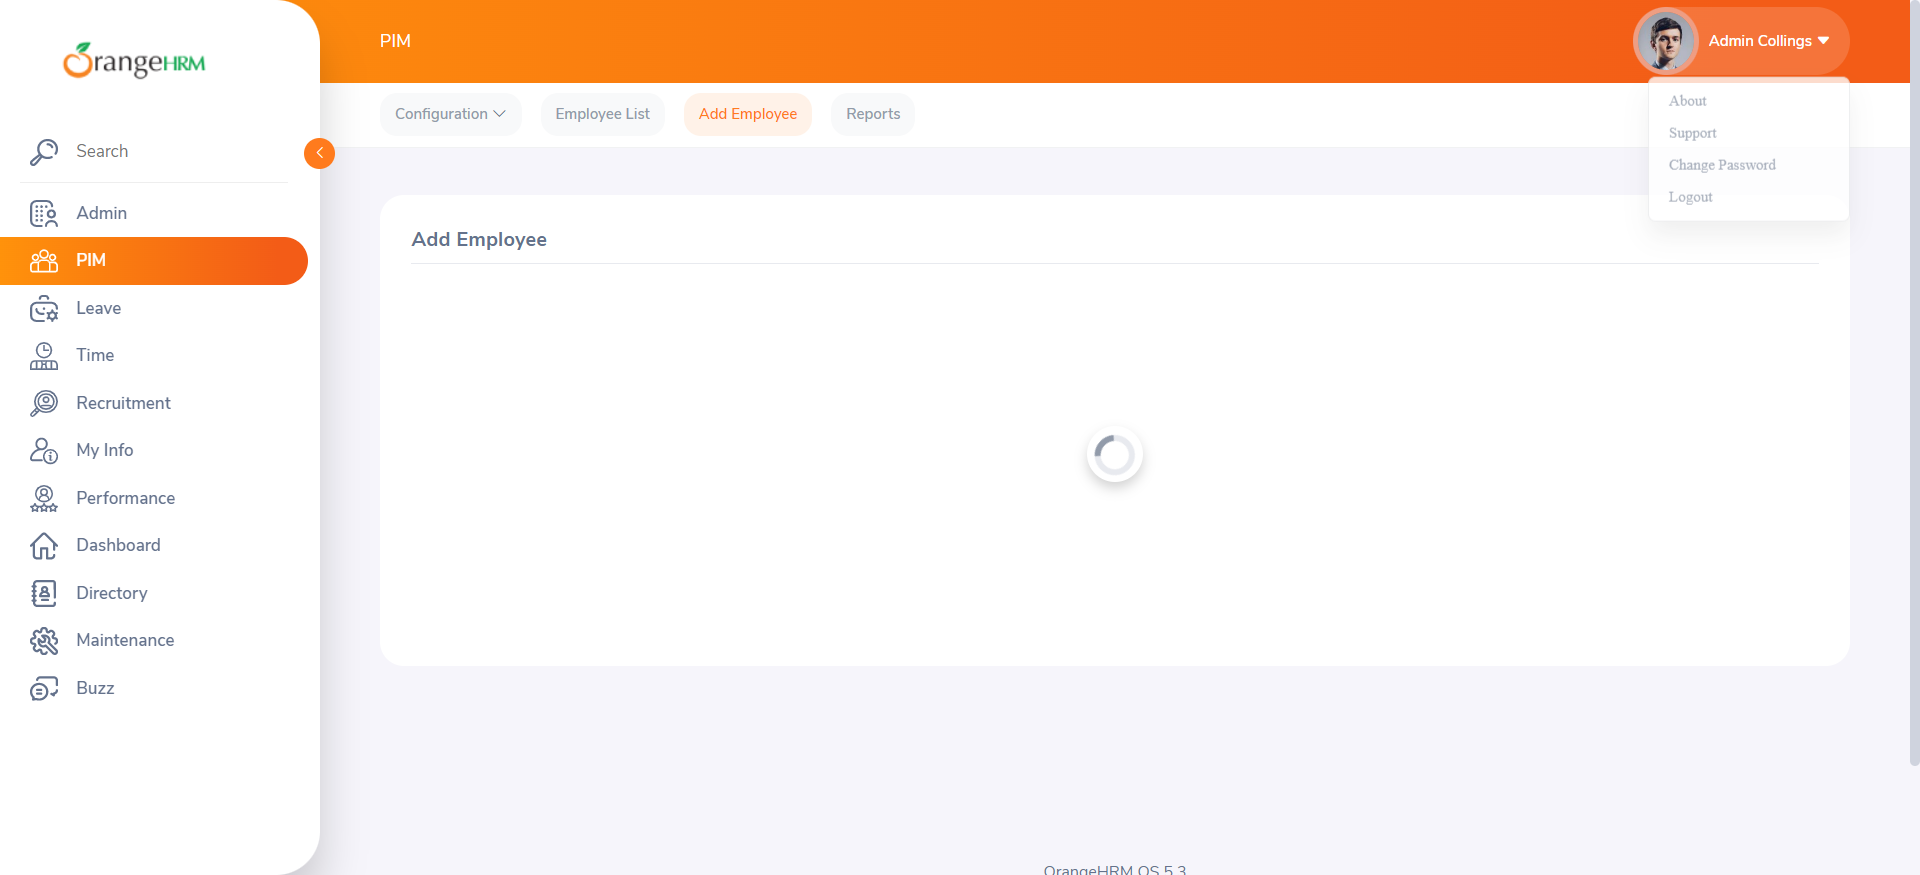 OrangeHRM
PIM
Admin Collings
Configuration
Employee List
Add Employee
Reports
About
Support
Change Password
Logout
Search
Admin
PIM
Leave
Time
Recruitment
My Info
Performance
Dashboard
Directory
Maintenance
Buzz
Add Employee
OrangeHRM OS 5.3